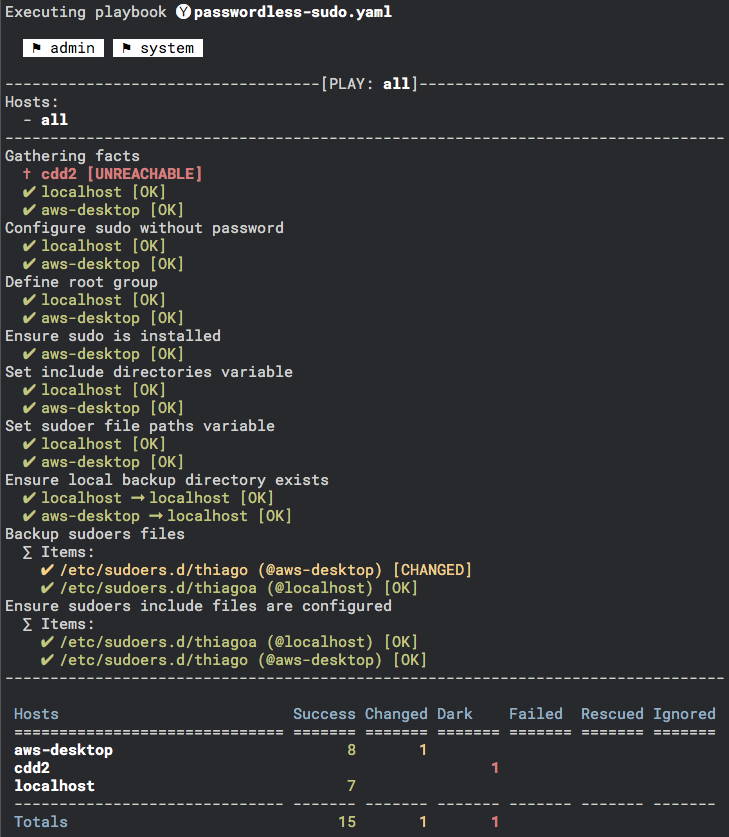 Executing playbook Ⓨpasswordless-sudo.yaml
⚑ admin ⚑ system
-----------------------------------[PLAY: all]----------------------------------
Hosts:
- all
--------------------------------------------------------------------------------
Gathering facts
† cdd2 [UNREACHABLE]
✔ localhost [OK]
✔ aws-desktop [OK]
Configure sudo without password
✔ localhost [OK]
✔ aws-desktop [OK]
Define root group
✔ localhost [OK]
✔ aws-desktop [OK]
Ensure sudo is installed
✔ aws-desktop [OK]
Set include directories variable
✔ localhost [OK]
✔ aws-desktop [OK]
Set sudoer file paths variable
✔ localhost [OK]
✔ aws-desktop [OK]
Ensure local backup directory exists
✔ localhost → localhost [OK]
✔ aws-desktop → localhost [OK]
Backup sudoers files
∑ Items:
✔ /etc/sudoers.d/thiago (@aws-desktop) [CHANGED]
✔ /etc/sudoers.d/thiagoa (@localhost) [OK]
Ensure sudoers include files are configured
∑ Items:
✔ /etc/sudoers.d/thiagoa (@localhost) [OK]
✔ /etc/sudoers.d/thiago (@aws-desktop) [OK]
--------------------------------------------------------------------------------
Hosts Success Changed Dark Failed Rescued Ignored
============================== ======= ======= ======= ======= ======= =======
aws-desktop 8 1
cdd2 1
localhost 7
------------------------------ ------- ------- ------- ------- ------- -------
Totals 15 1 1